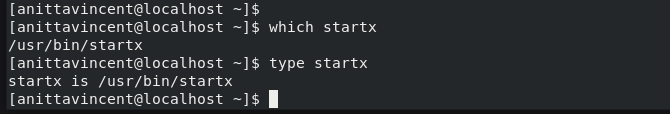 [anittavincent@localhost ~]$
[anittavincent@localhost ~]$ which startx
/usr/bin/startx
[anittavincent@localhost ~]$ type startx
startx is /usr/bin/startx
[anittavincent@localhost ~]$